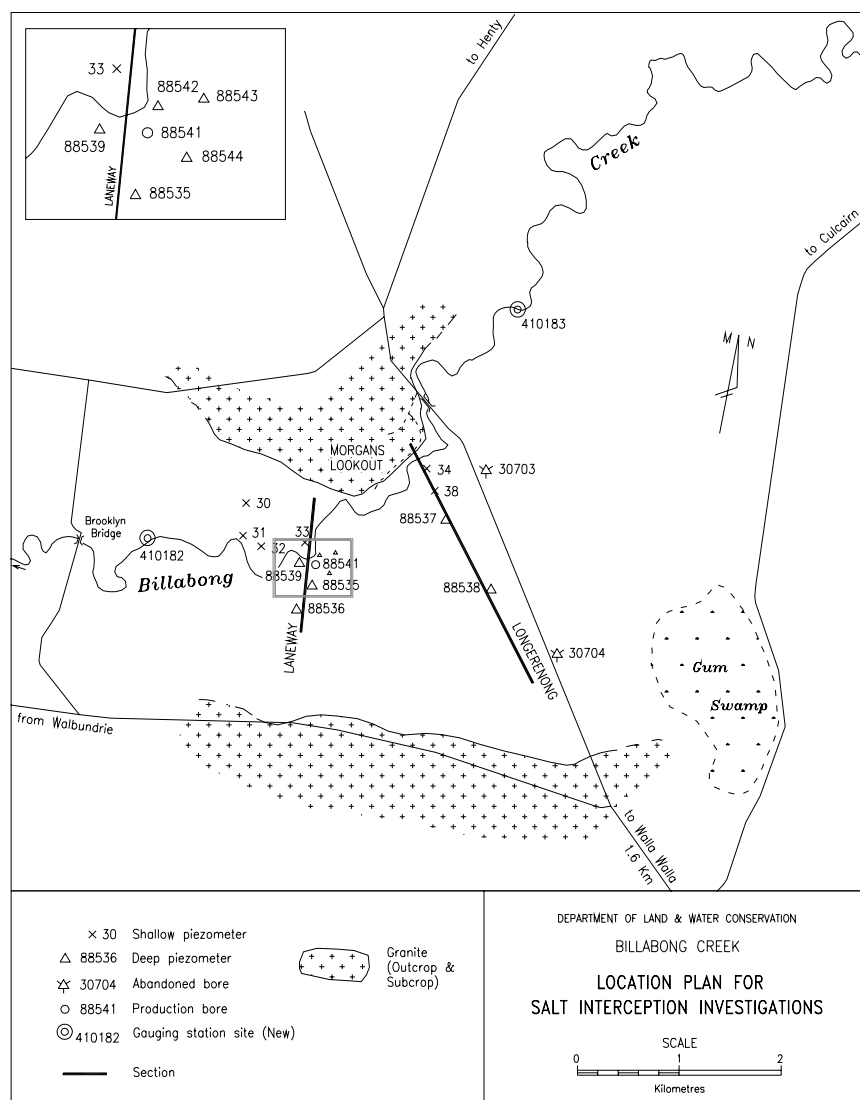 33
88542
88543
88539
88541
88544
88535
LANEWAY
to Henty
Creek
to Culcairn
410183
M N
MORGANS
LOOKOUT
34
30703
38
30
88537
Brooklyn
Bridge
31
33
32
410182
88541
88539
88535
88538
Billabong
88536
LANEWAY
LONGERENONG
30704
Gum
Swamp
from Walbundrie
to Walla Walla
1.6 Km
30 Shallow piezometer
88536 Deep piezometer
30704 Abandoned bore
88541 Production bore
410182 Gauging station site (New)
Section
Granite
(Outcrop &
Subcrop)
DEPARTMENT OF LAND & WATER CONSERVATION
BILLABONG CREEK
LOCATION PLAN FOR
SALT INTERCEPTION INVESTIGATIONS
SCALE
0 1 2
Kilometres